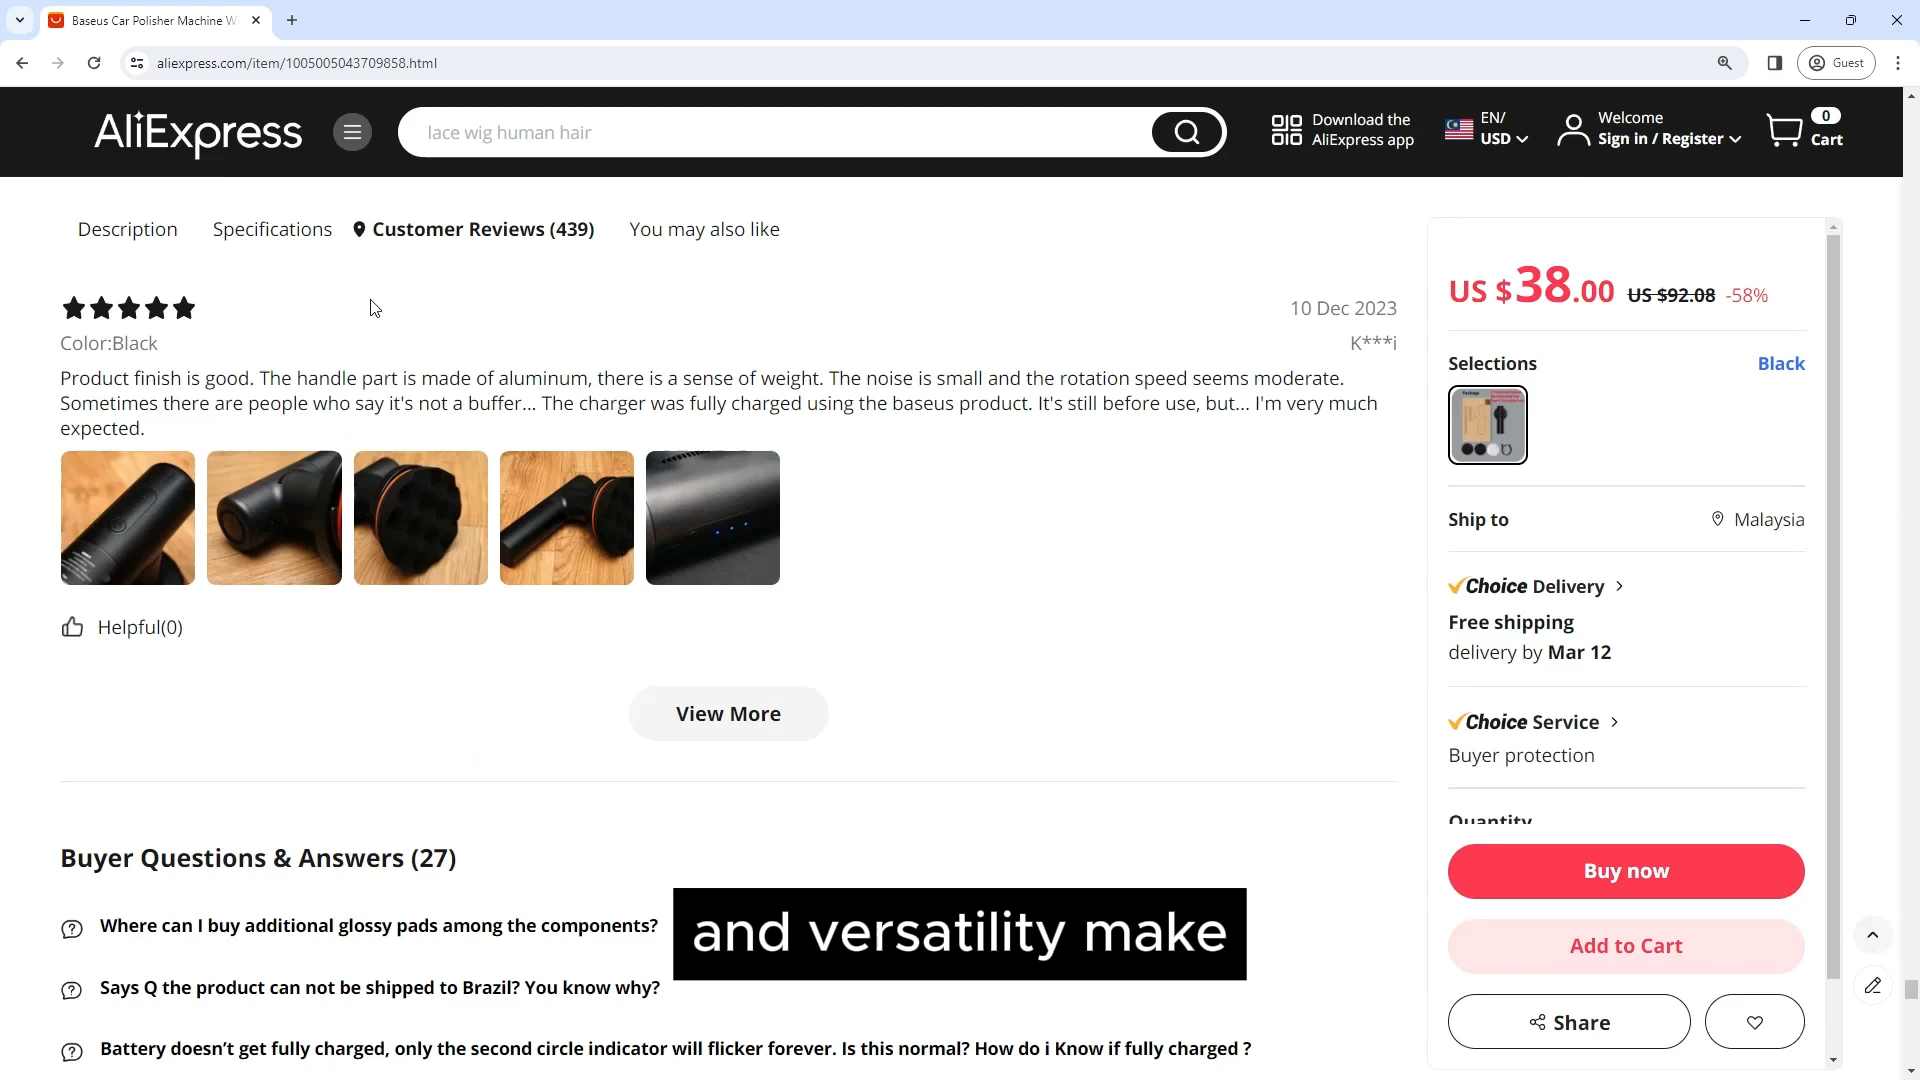 Baseus Car Polisher Machine W
aliexpress.com/item/1005005043709858.html
Guest
AliExpress
lace wig human hair
Download the
AliExpress app
EN/
USD
Welcome
Sign in / Register
0
Cart
Description
Specifications
Customer Reviews (439)
You may also like
10 Dec 2023
Color:Black
K***i
Product finish is good. The handle part is made of aluminum, there is a sense of weight. The noise is small and the rotation speed seems moderate.
Sometimes there are people who say it's not a buffer... The charger was fully charged using the baseus product. It's still before use, but... I'm very much
expected.
Helpful(0)
View More
Buyer Questions & Answers (27)
Where can I buy additional glossy pads among the components?
Says Q the product can not be shipped to Brazil? You know why?
Battery doesn't get fully charged, only the second circle indicator will flicker forever. Is this normal? How do i Know if fully charged ?
and versatility make
US $38.00 US $92.08 -58%
Selections
Black
Ship to
Malaysia
Choice Delivery
Free shipping
delivery by Mar 12
Choice Service
Buyer protection
Quantity
Buy now
Add to Cart
Share